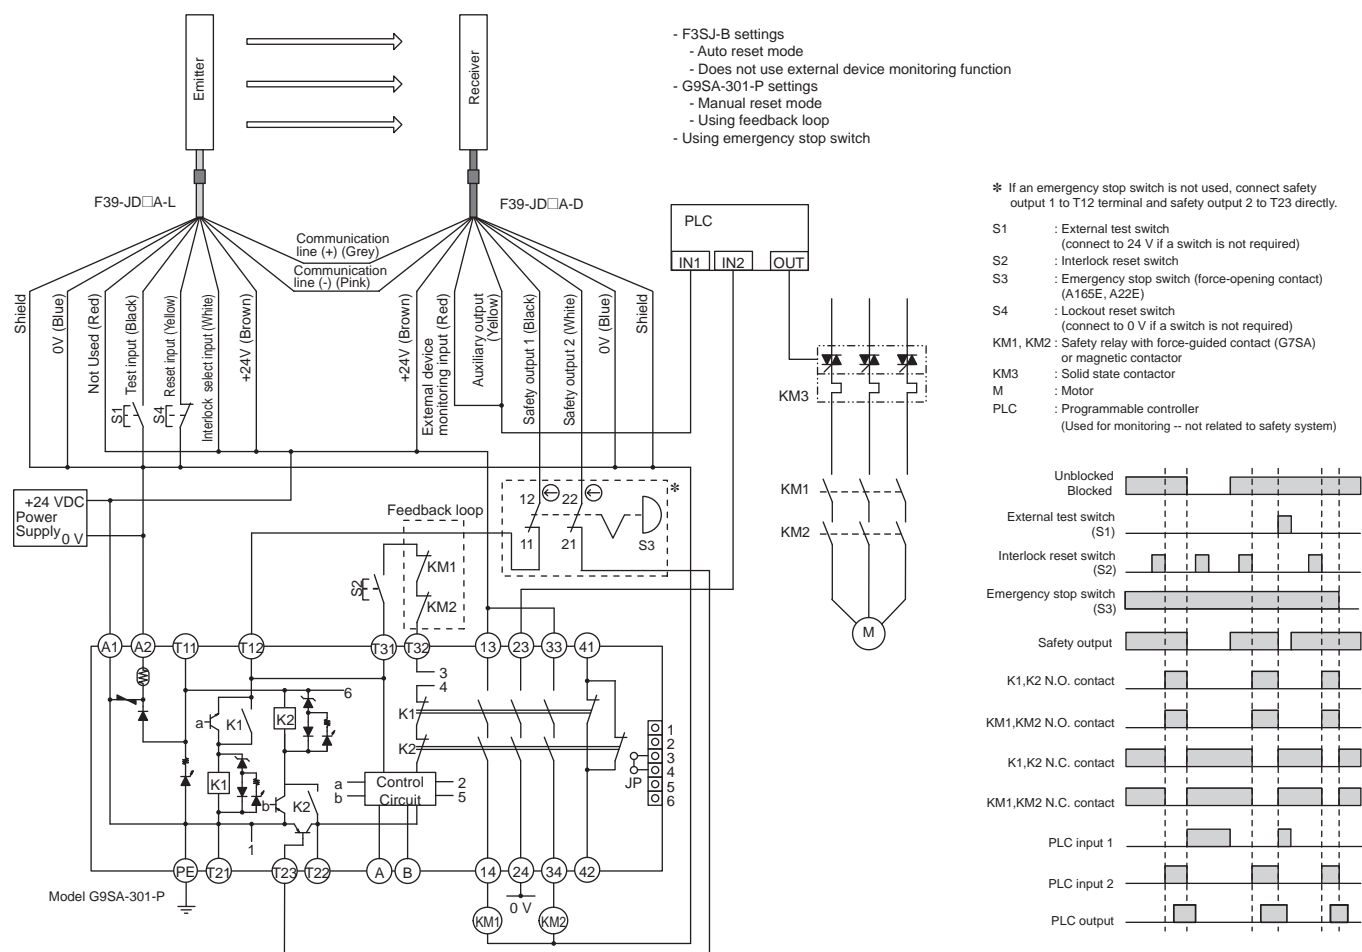 Emitter
Receiver
- F3SJ-B settings
- Auto reset mode
- Does not use external device monitoring function
- G9SA-301-P settings
- Manual reset mode
- Using feedback loop
- Using emergency stop switch
F39-JD□A-L
F39-JD□A-D
Communication
line (+) (Grey)
Communication
line (-) (Pink)
Shield
0V (Blue)
Not Used (Red)
Test input (Black)
Reset input (Yellow)
Interlock select input (White)
+24V (Brown)
+24V (Brown)
External device
monitoring input (Red)
Auxiliary output
(Yellow)
Safety output 1 (Black)
Safety output 2 (White)
0V (Blue)
Shield
S1
S4
PLC
IN1
IN2
OUT
KM3
KM1
KM2
M
✻ If an emergency stop switch is not used, connect safety
output 1 to T12 terminal and safety output 2 to T23 directly.
S1 : External test switch
(connect to 24 V if a switch is not required)
S2 : Interlock reset switch
S3 : Emergency stop switch (force-opening contact)
(A165E, A22E)
S4 : Lockout reset switch
(connect to 0 V if a switch is not required)
KM1, KM2 : Safety relay with force-guided contact (G7SA)
or magnetic contactor
KM3 : Solid state contactor
M : Motor
PLC : Programmable controller
(Used for monitoring -- not related to safety system)
+24 VDC
Power
Supply 0 V
Feedback loop
S2
KM1
KM2
✻
12
22
11
21
S3
A1
A2
T11
T12
T31
T32
13
23
33
41
3
4
6
a
K1
K2
K1
K2
K1
b
K2
1
a
b
Control
Circuit
2
5
JP
1
2
3
4
5
6
PE
T21
T23
T22
A
B
14
24
34
42
Model G9SA-301-P
KM1
0 V
KM2
Unblocked
Blocked
External test switch
(S1)
Interlock reset switch
(S2)
Emergency stop switch
(S3)
Safety output
K1,K2 N.O. contact
KM1,KM2 N.O. contact
K1,K2 N.C. contact
KM1,KM2 N.C. contact
PLC input 1
PLC input 2
PLC output